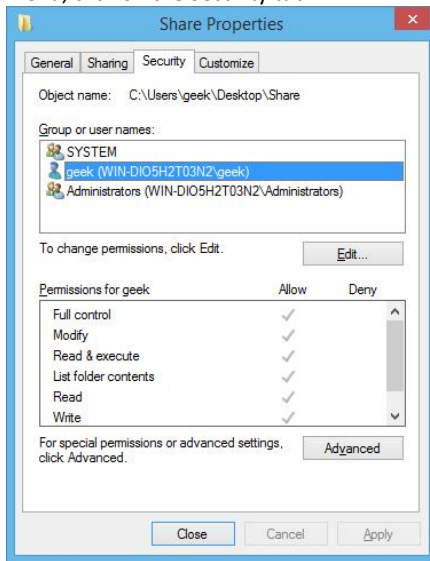 Share Properties
General Sharing Security Customize
Object name: C:\Users\geek\Desktop\Share
Group or user names:
SYSTEM
geek (WIN-DIO5H2T03N2\geek)
Administrators (WIN-DIO5H2T03N2\Administrators)
To change permissions, click Edit.
Edit...
Permissions for geek Allow Deny
Full control
Modify
Read & execute
List folder contents
Read
Write
For special permissions or advanced settings,
click Advanced.
Advanced
Close Cancel Apply